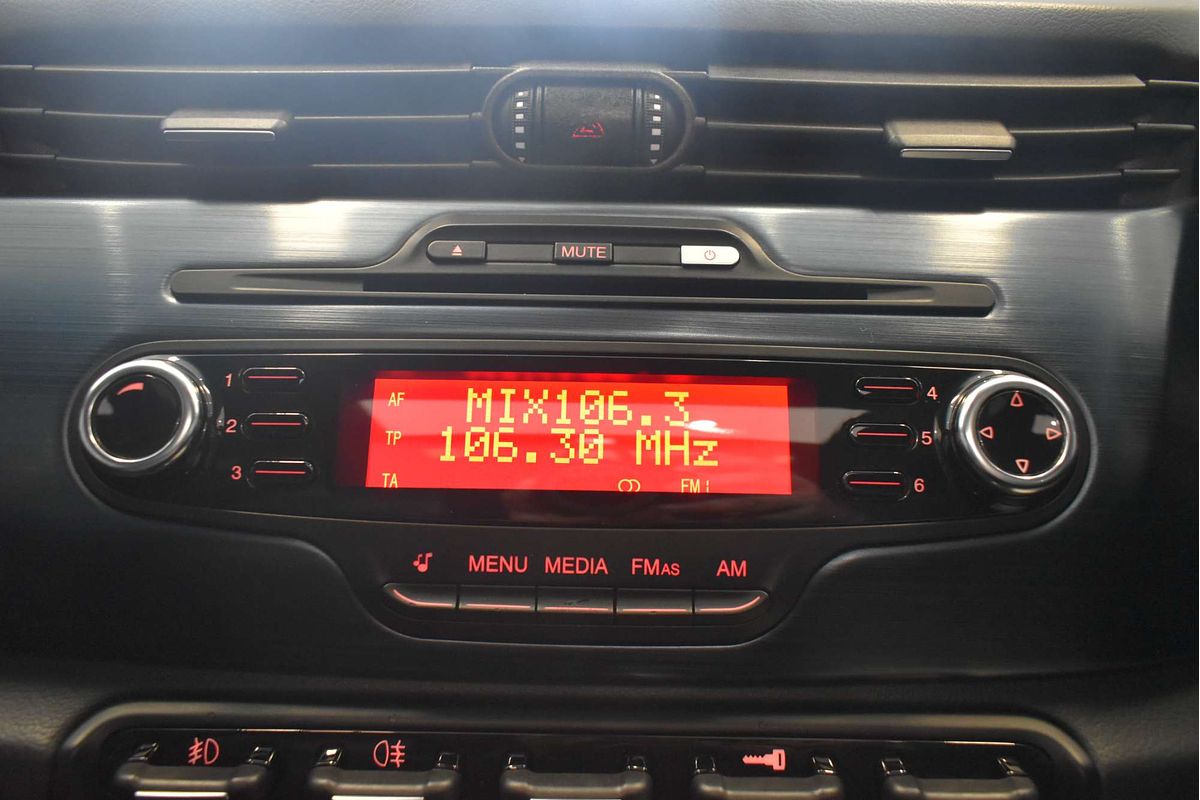 MUTE
1
2
3
AF MIX106.3
TP 106.30 MHz
TA FM1
4
5
6
MENU MEDIA FMAS AM